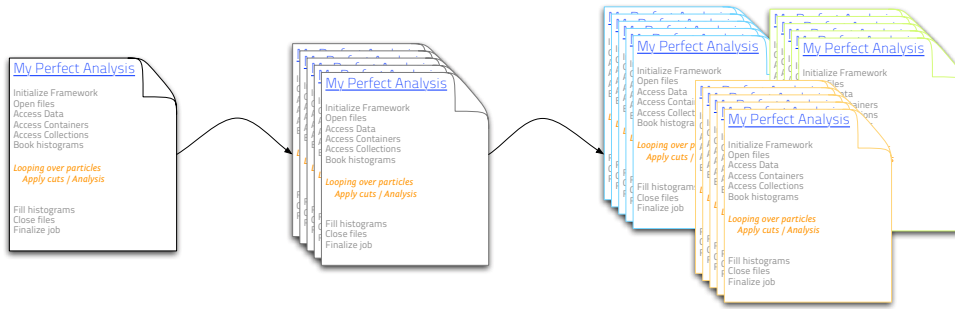 My Perfect Analysis
Initialize Framework
Open files
Access Data
Access Containers
Access Collections
Book histograms
Looping over particles
Apply cuts / Analysis
Fill histograms
Close files
Finalize job
My Perfect Analysis
Initialize Framework
Open files
Access Data
Access Containers
Access Collections
Book histograms
Looping over particles
Apply cuts / Analysis
Fill histograms
Close files
Finalize job
My Perfect Analysis
Initialize Framework
Open files
Access Data
Access Contain
Access Collecti
Book histogra
Looping over p
Apply cuts
Fill histograms
Close files
Finalize job
My Perfect Analysis
Initialize Framework
files
My Perfect Analysis
Initialize Framework
Open files
Access Data
Access Containers
Access Collections
Book histograms
Looping over particles
Apply cuts / Analysis
Fill histograms
Close files
Finalize job